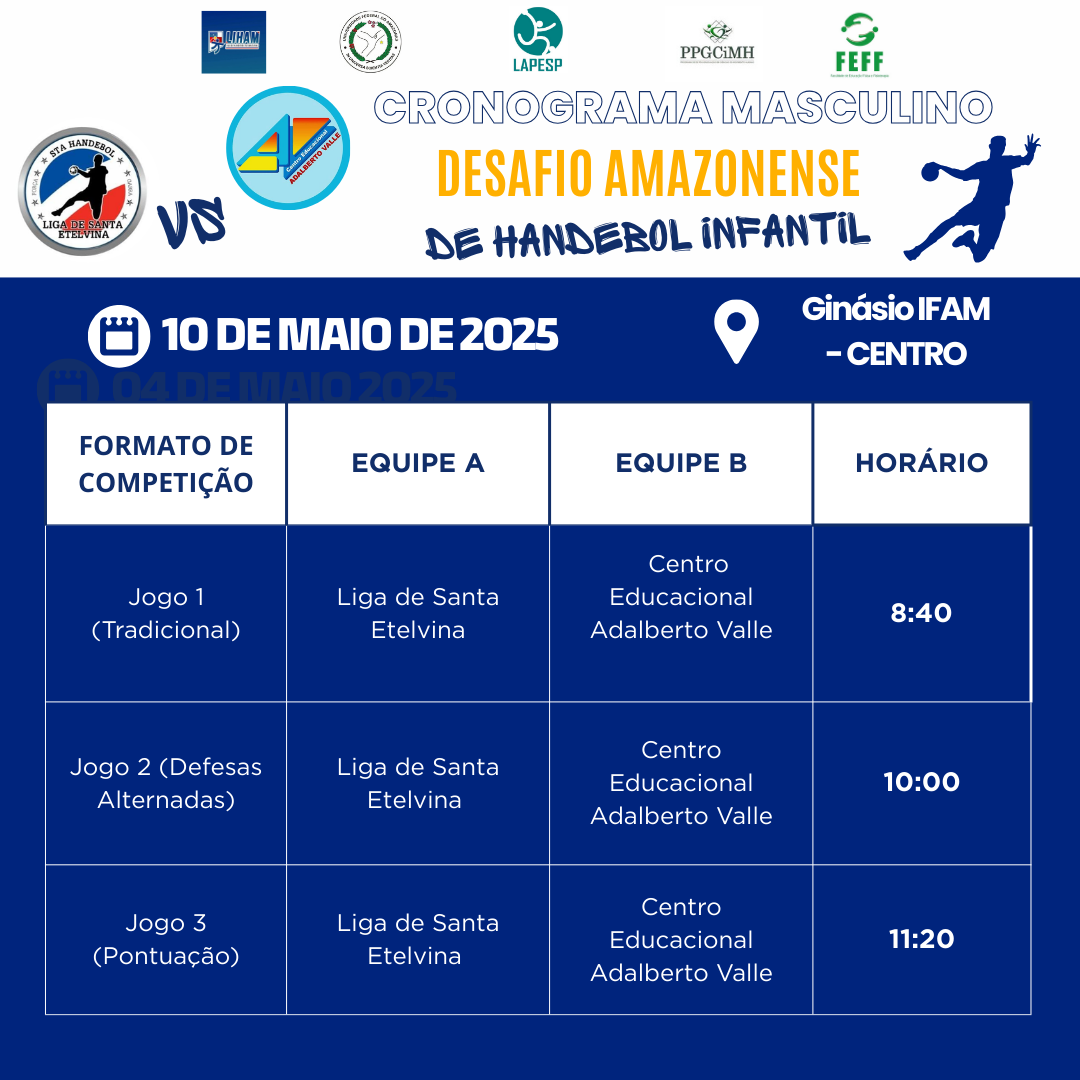 LIHAM
UNIVERSIDADE FEDERAL DO AMAZONAS
LAPESP
PPGCiMH
FEFF
STA HANDEBOL
LIGA DE SANTA
ETELVINA
VS
Centro Educacional
ADALBERTO VALLE
CRONOGRAMA MASCULINO
DESAFIO AMAZONENSE
DE HANDEBOL INFANTIL
10 DE MAIO DE 2025
Ginásio IFAM
- CENTRO
04 DE MAIO 2025
FORMATO DE
COMPETIÇÃO
EQUIPE A
EQUIPE B
HORÁRIO
Jogo 1
(Tradicional)
Liga de Santa
Etelvina
Centro
Educacional
Adalberto Valle
8:40
Jogo 2 (Defesas
Alternadas)
Liga de Santa
Etelvina
Centro
Educacional
Adalberto Valle
10:00
Jogo 3
(Pontuação)
Liga de Santa
Etelvina
Centro
Educacional
Adalberto Valle
11:20